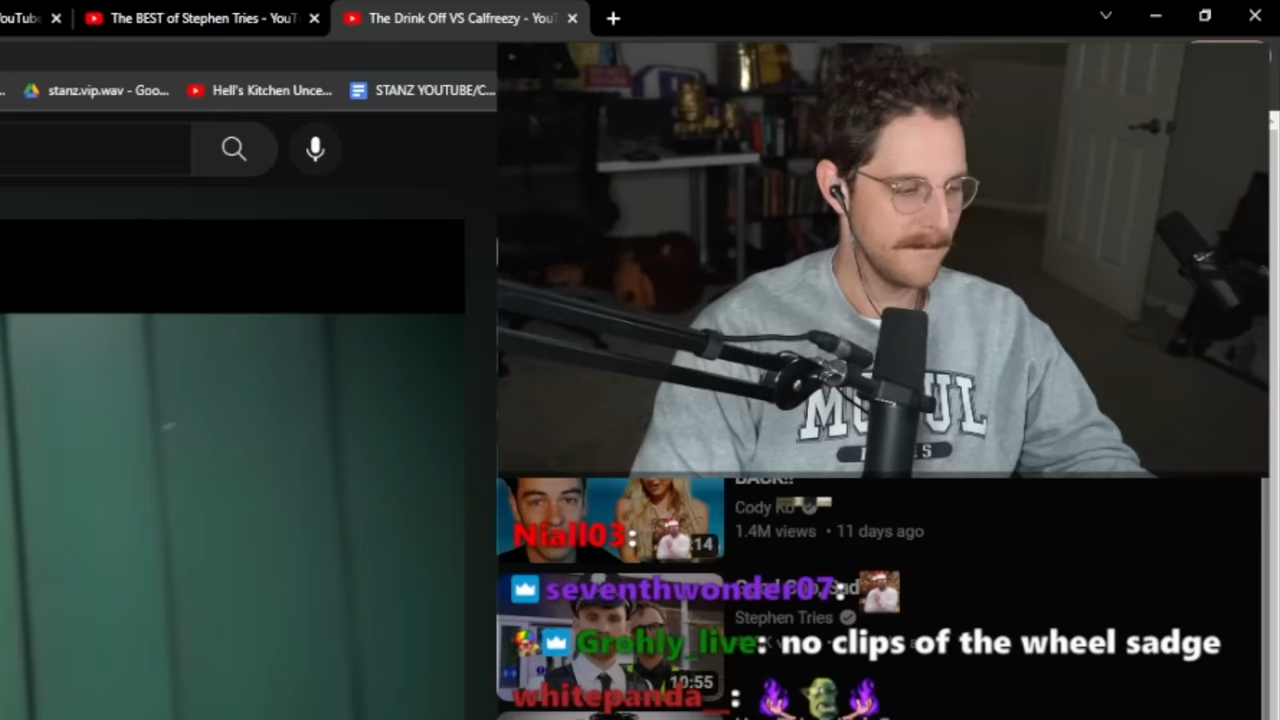 YouTube
The BEST of Stephen Tries - YouT
The Drink Off VS Calfreezy - YouT
stanz.vip.wav - Goo...
Hell's Kitchen Unce...
STANZ YOUTUBE/C...
BACK!!
Cody Ko
1.4M views • 11 days ago
:14
Niall03:
seventhwonder07:
Stephen Tries
Grohly_live: no clips of the wheel sadge
10:55
whitepanda__: